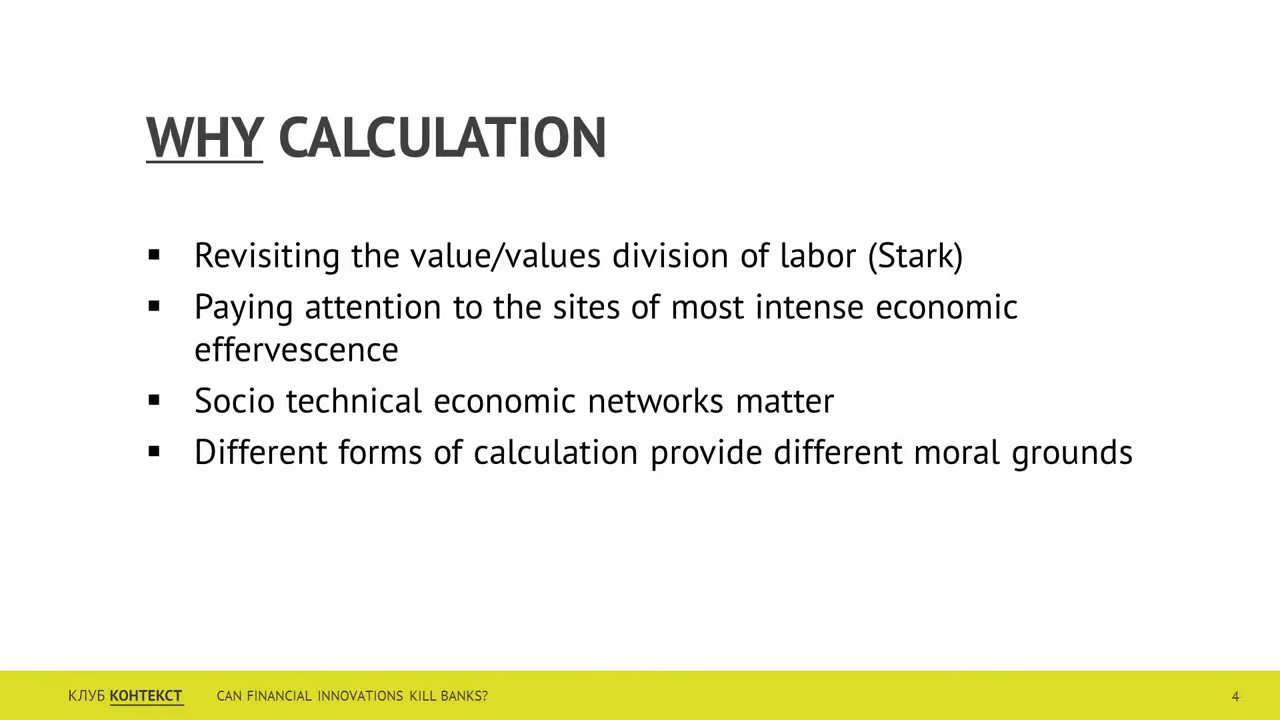 WHY CALCULATION
▪ Revisiting the value/values division of labor (Stark)
▪ Paying attention to the sites of most intense economic
effervescence
▪ Socio technical economic networks matter
▪ Different forms of calculation provide different moral grounds
КЛУБ КОНТЕКСТ CAN FINANCIAL INNOVATIONS KILL BANKS? 4